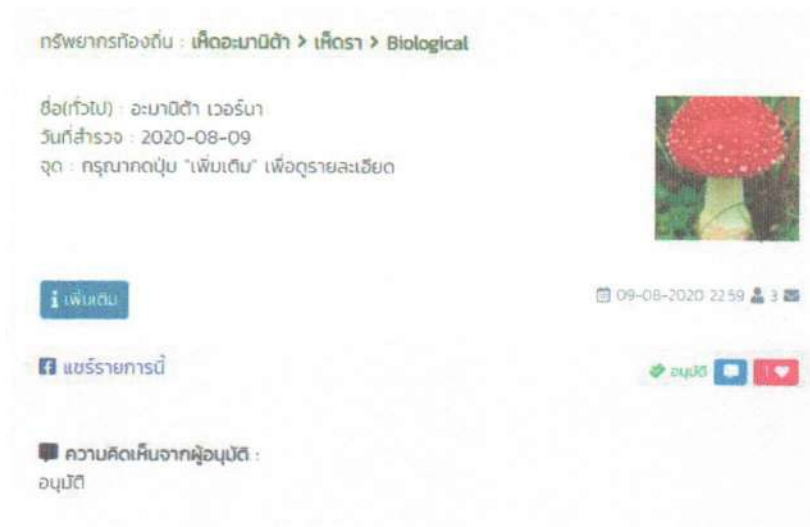 ทรัพยากรท้องถิ่น : เห็ดอะมานิต้า > เห็ดรา > Biological
ชื่อ(ทั่วไป) : อะมานิต้า เวอร์นา
วันที่สำรวจ : 2020-08-09
จุด : กรุณากดปุ่ม "เพิ่มเติม" เพื่อดูรายละเอียด
เพิ่มเติม
09-08-2020 22:59 3
แชร์รายการนี้
อนุมัติ 1
ความคิดเห็นจากผู้อนุมัติ :
อนุมัติ